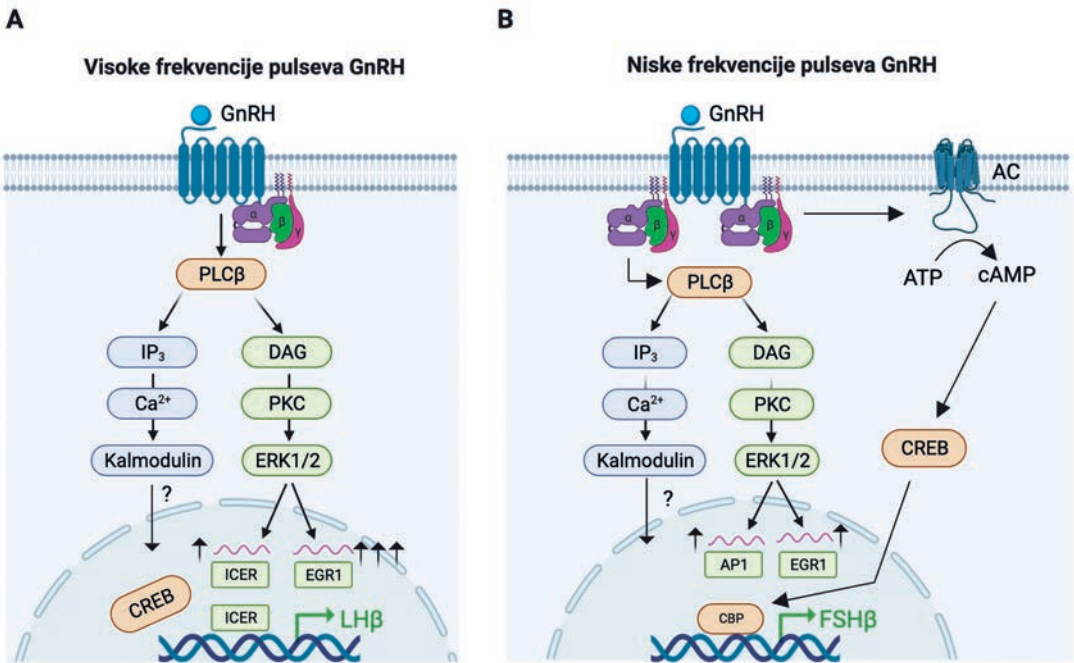 A
Visoke frekvencije pulseva GnRH
GnRH
α
β
γ
PLCβ
IP₃
DAG
Ca²⁺
PKC
Kalmodulin
ERK1/2
?
ICER
EGR1
CREB
ICER
LHβ
B
Niske frekvencije pulseva GnRH
GnRH
AC
α
β
γ
α
β
γ
PLCβ
ATP
cAMP
IP₃
DAG
Ca²⁺
PKC
Kalmodulin
ERK1/2
CREB
?
AP1
EGR1
CBP
FSHβ